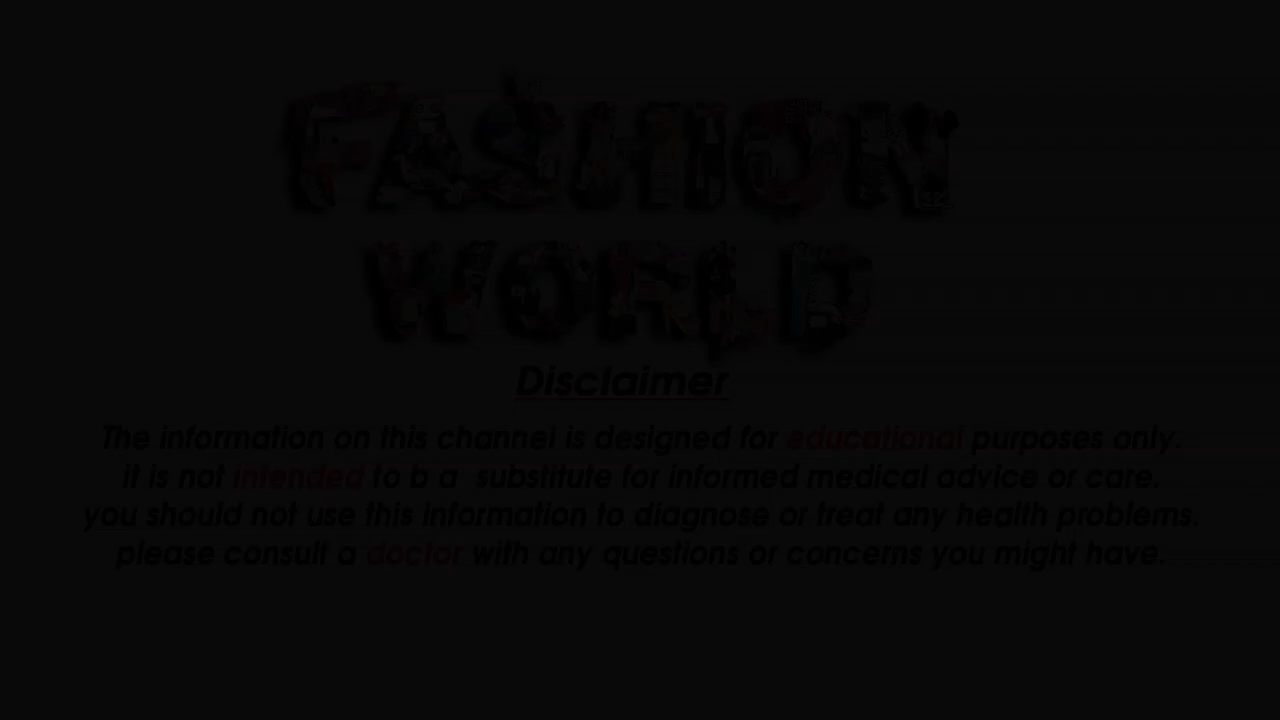 FASHION
WORLD
Disclaimer
The information on this channel is designed for educational purposes only.
it is not intended to b a substitute for informed medical advice or care.
you should not use this information to diagnose or treat any health problems.
please consult a doctor with any questions or concerns you might have.